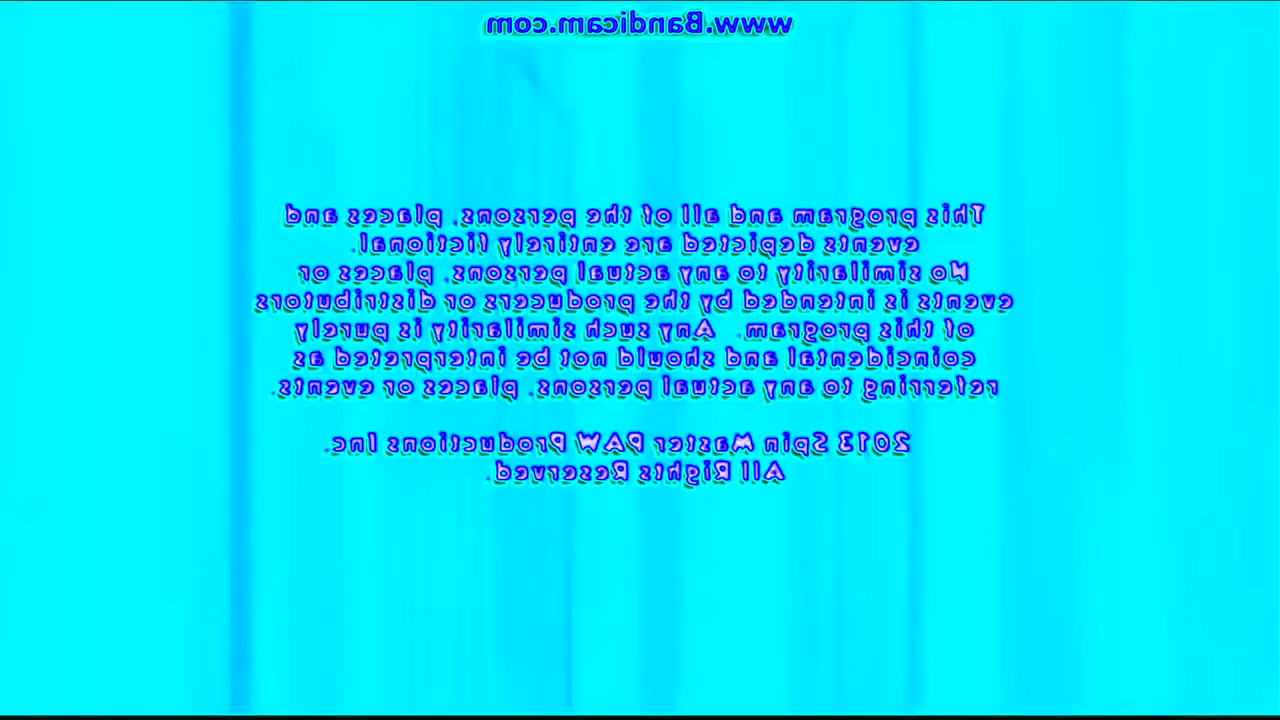 www.Bandicam.com
This program and all of the persons, places and
events depicted are entirely fictional.
No similarity to any actual persons, places or
events is intended by the producers or distributors
of this program. Any such similarity is purely
coincidental and should not be interpreted as
referring to any actual persons, places or events.
2013 Spin Master PAW Productions Inc.
All Rights Reserved.